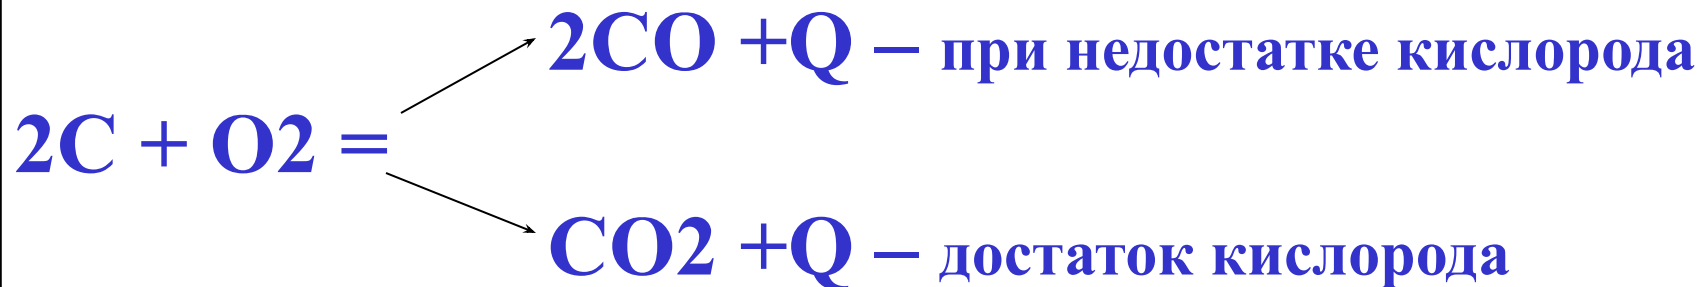 2CO +Q – при недостатке кислорода
2C + O2 =
CO2 +Q – достаток кислорода